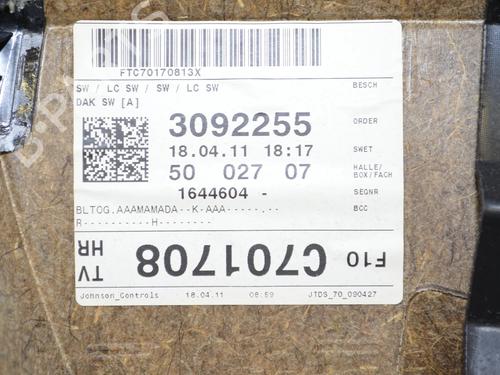 FTC70170813X
SW / LC SW / SW / LC SW
BESCH
DAK SW [A]
3092255
ORDER
18.04.11 18:17
SWET
50 027 07
HALLE/
BOX/FACH
1644604 -
SEGNR
BLTOG.AAAMAMADA--K-AAA-----.--
BCC
R----------H--------
TV
HR
C701708
F10
Johnson_Controls
18.04.11
08:59
JTDS_70_090427